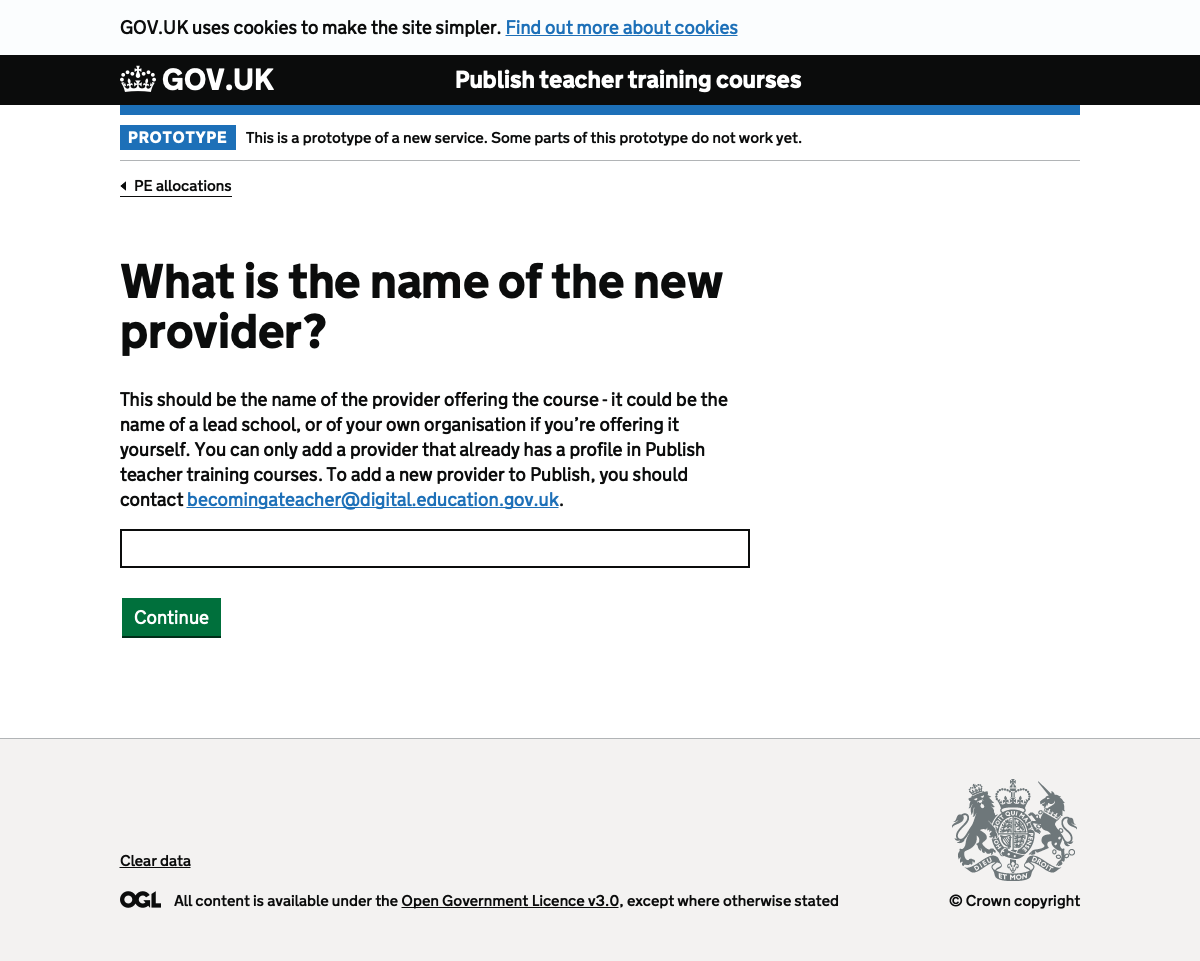 GOV.UK uses cookies to make the site simpler. Find out more about cookies
GOV.UK Publish teacher training courses
PROTOTYPE This is a prototype of a new service. Some parts of this prototype do not work yet.
PE allocations
What is the name of the new
provider?
This should be the name of the provider offering the course - it could be the
name of a lead school, or of your own organisation if you’re offering it
yourself. You can only add a provider that already has a profile in Publish
teacher training courses. To add a new provider to Publish, you should
contact becomingateacher@digital.education.gov.uk.
Continue
DIEU ET MON DROIT
Clear data
OGL All content is available under the Open Government Licence v3.0, except where otherwise stated
© Crown copyright